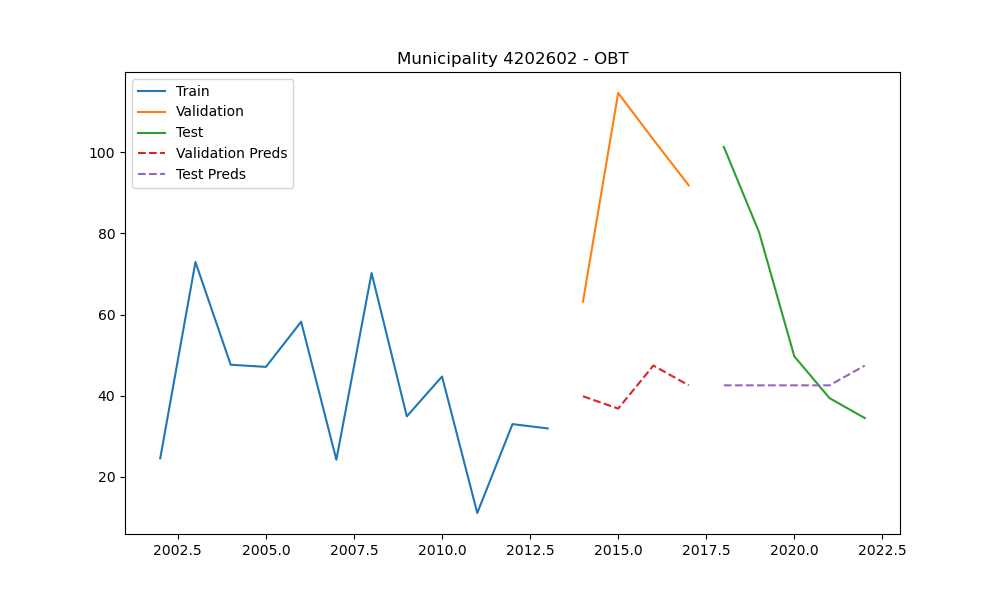 Municipality 4202602 - OBT
Train
Validation
Test
Validation Preds
Test Preds
100
80
60
40
20
2002.5 2005.0 2007.5 2010.0 2012.5 2015.0 2017.5 2020.0 2022.5